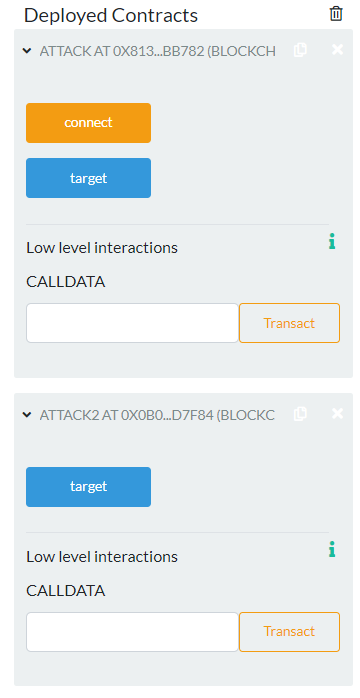 Deployed Contracts
ATTACK AT 0X813...BB782 (BLOCKCH
connect
target
Low level interactions
CALLDATA
Transact
ATTACK2 AT 0X0B0...D7F84 (BLOCKC
target
Low level interactions
CALLDATA
Transact